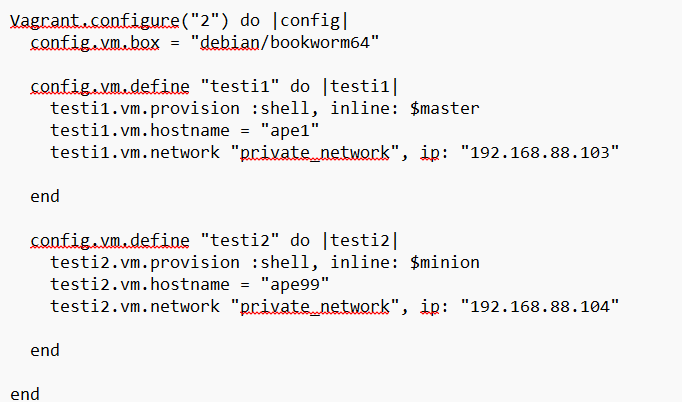 Vagrant.configure("2") do |config|
config.vm.box = "debian/bookworm64"
config.vm.define "testi1" do |testi1|
testi1.vm.provision :shell, inline: $master
testi1.vm.hostname = "ape1"
testi1.vm.network "private_network", ip: "192.168.88.103"
end
config.vm.define "testi2" do |testi2|
testi2.vm.provision :shell, inline: $minion
testi2.vm.hostname = "ape99"
testi2.vm.network "private_network", ip: "192.168.88.104"
end
end